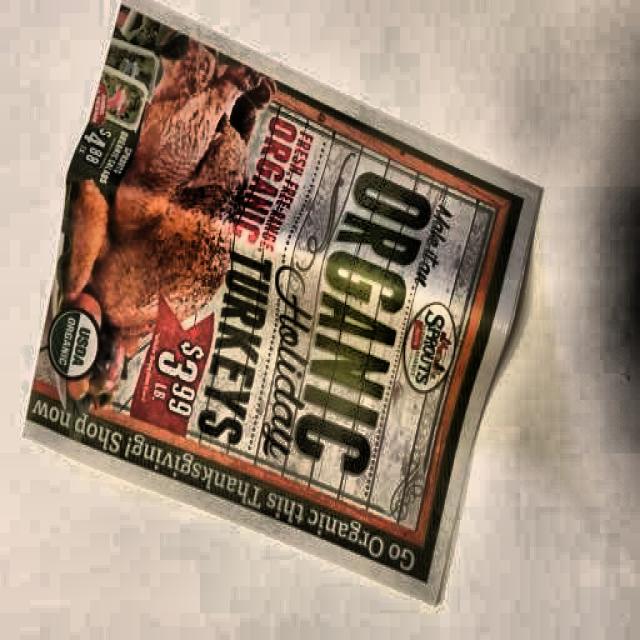 SPROUTS
ORGANIC
Holiday
FRESH, FREE-RANGE
ORGANIC
TURKEYS
$3.99
LB
USDA
ORGANIC
$4.88
Go Organic this Thanksgiving! Shop now